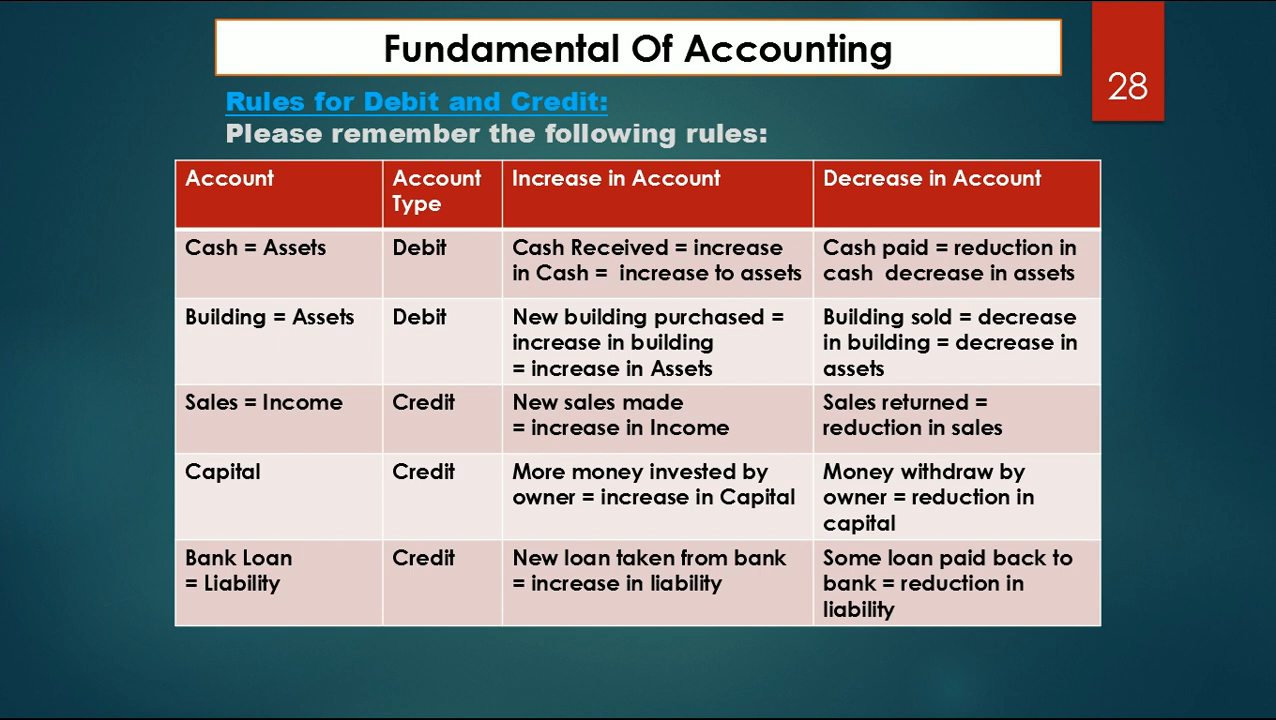 Fundamental Of Accounting
28
Rules for Debit and Credit:
Please remember the following rules:
Account
Account
Type
Increase in Account
Decrease in Account
Cash = Assets
Debit
Cash Received = increase
in Cash = increase to assets
Cash paid = reduction in
cash decrease in assets
Building = Assets
Debit
New building purchased =
increase in building
= increase in Assets
Building sold = decrease
in building = decrease in
assets
Sales = Income
Credit
New sales made
= increase in Income
Sales returned =
reduction in sales
Capital
Credit
More money invested by
owner = increase in Capital
Money withdraw by
owner = reduction in
capital
Bank Loan
= Liability
Credit
New loan taken from bank
= increase in liability
Some loan paid back to
bank = reduction in
liability